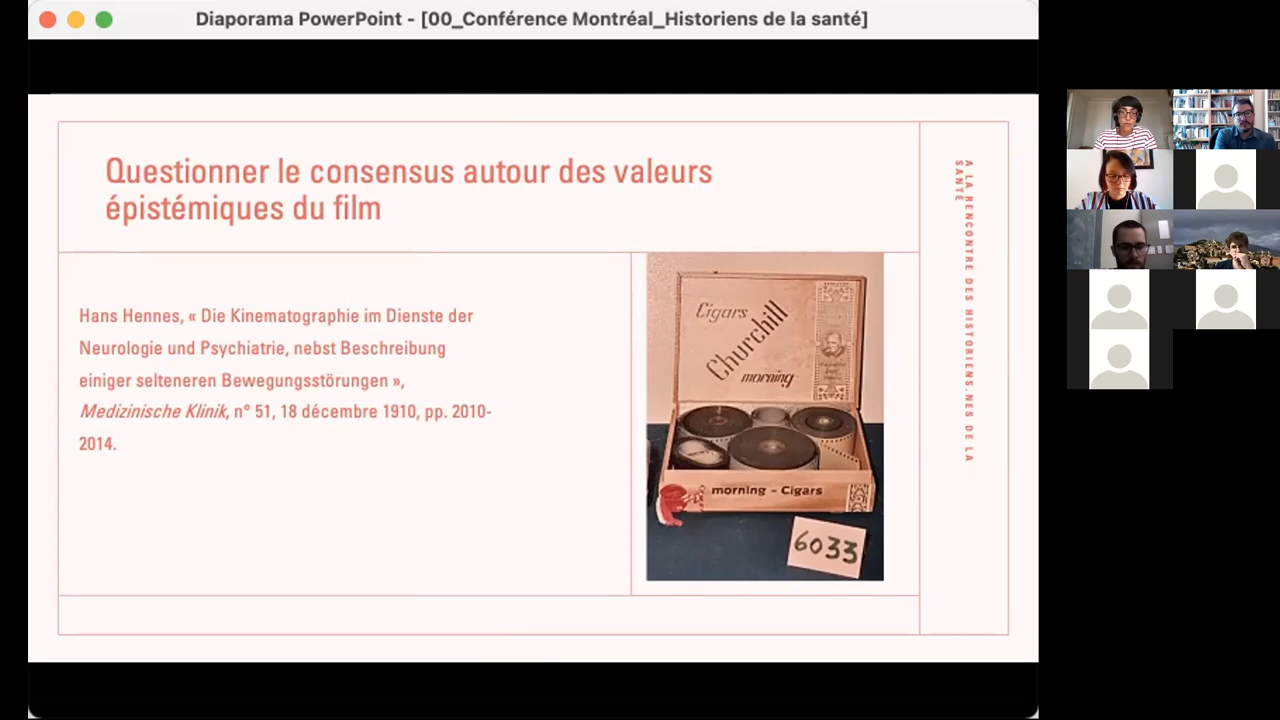 Diaporama PowerPoint - [00_Conférence Montréal_Historiens de la santé]
Questionner le consensus autour des valeurs
épistémiques du film
Hans Hennes, « Die Kinematographie im Dienste der
Neurologie und Psychiatrie, nebst Beschreibung
einiger selteneren Bewegungsstörungen »,
Medizinische Klinik, n° 51, 18 décembre 1910, pp. 2010-
2014.
Cigars
Churchill
morning
morning - Cigars
6033
A LA RENCONTRE DES HISTORIENS.NES DE LA
SANTÉ